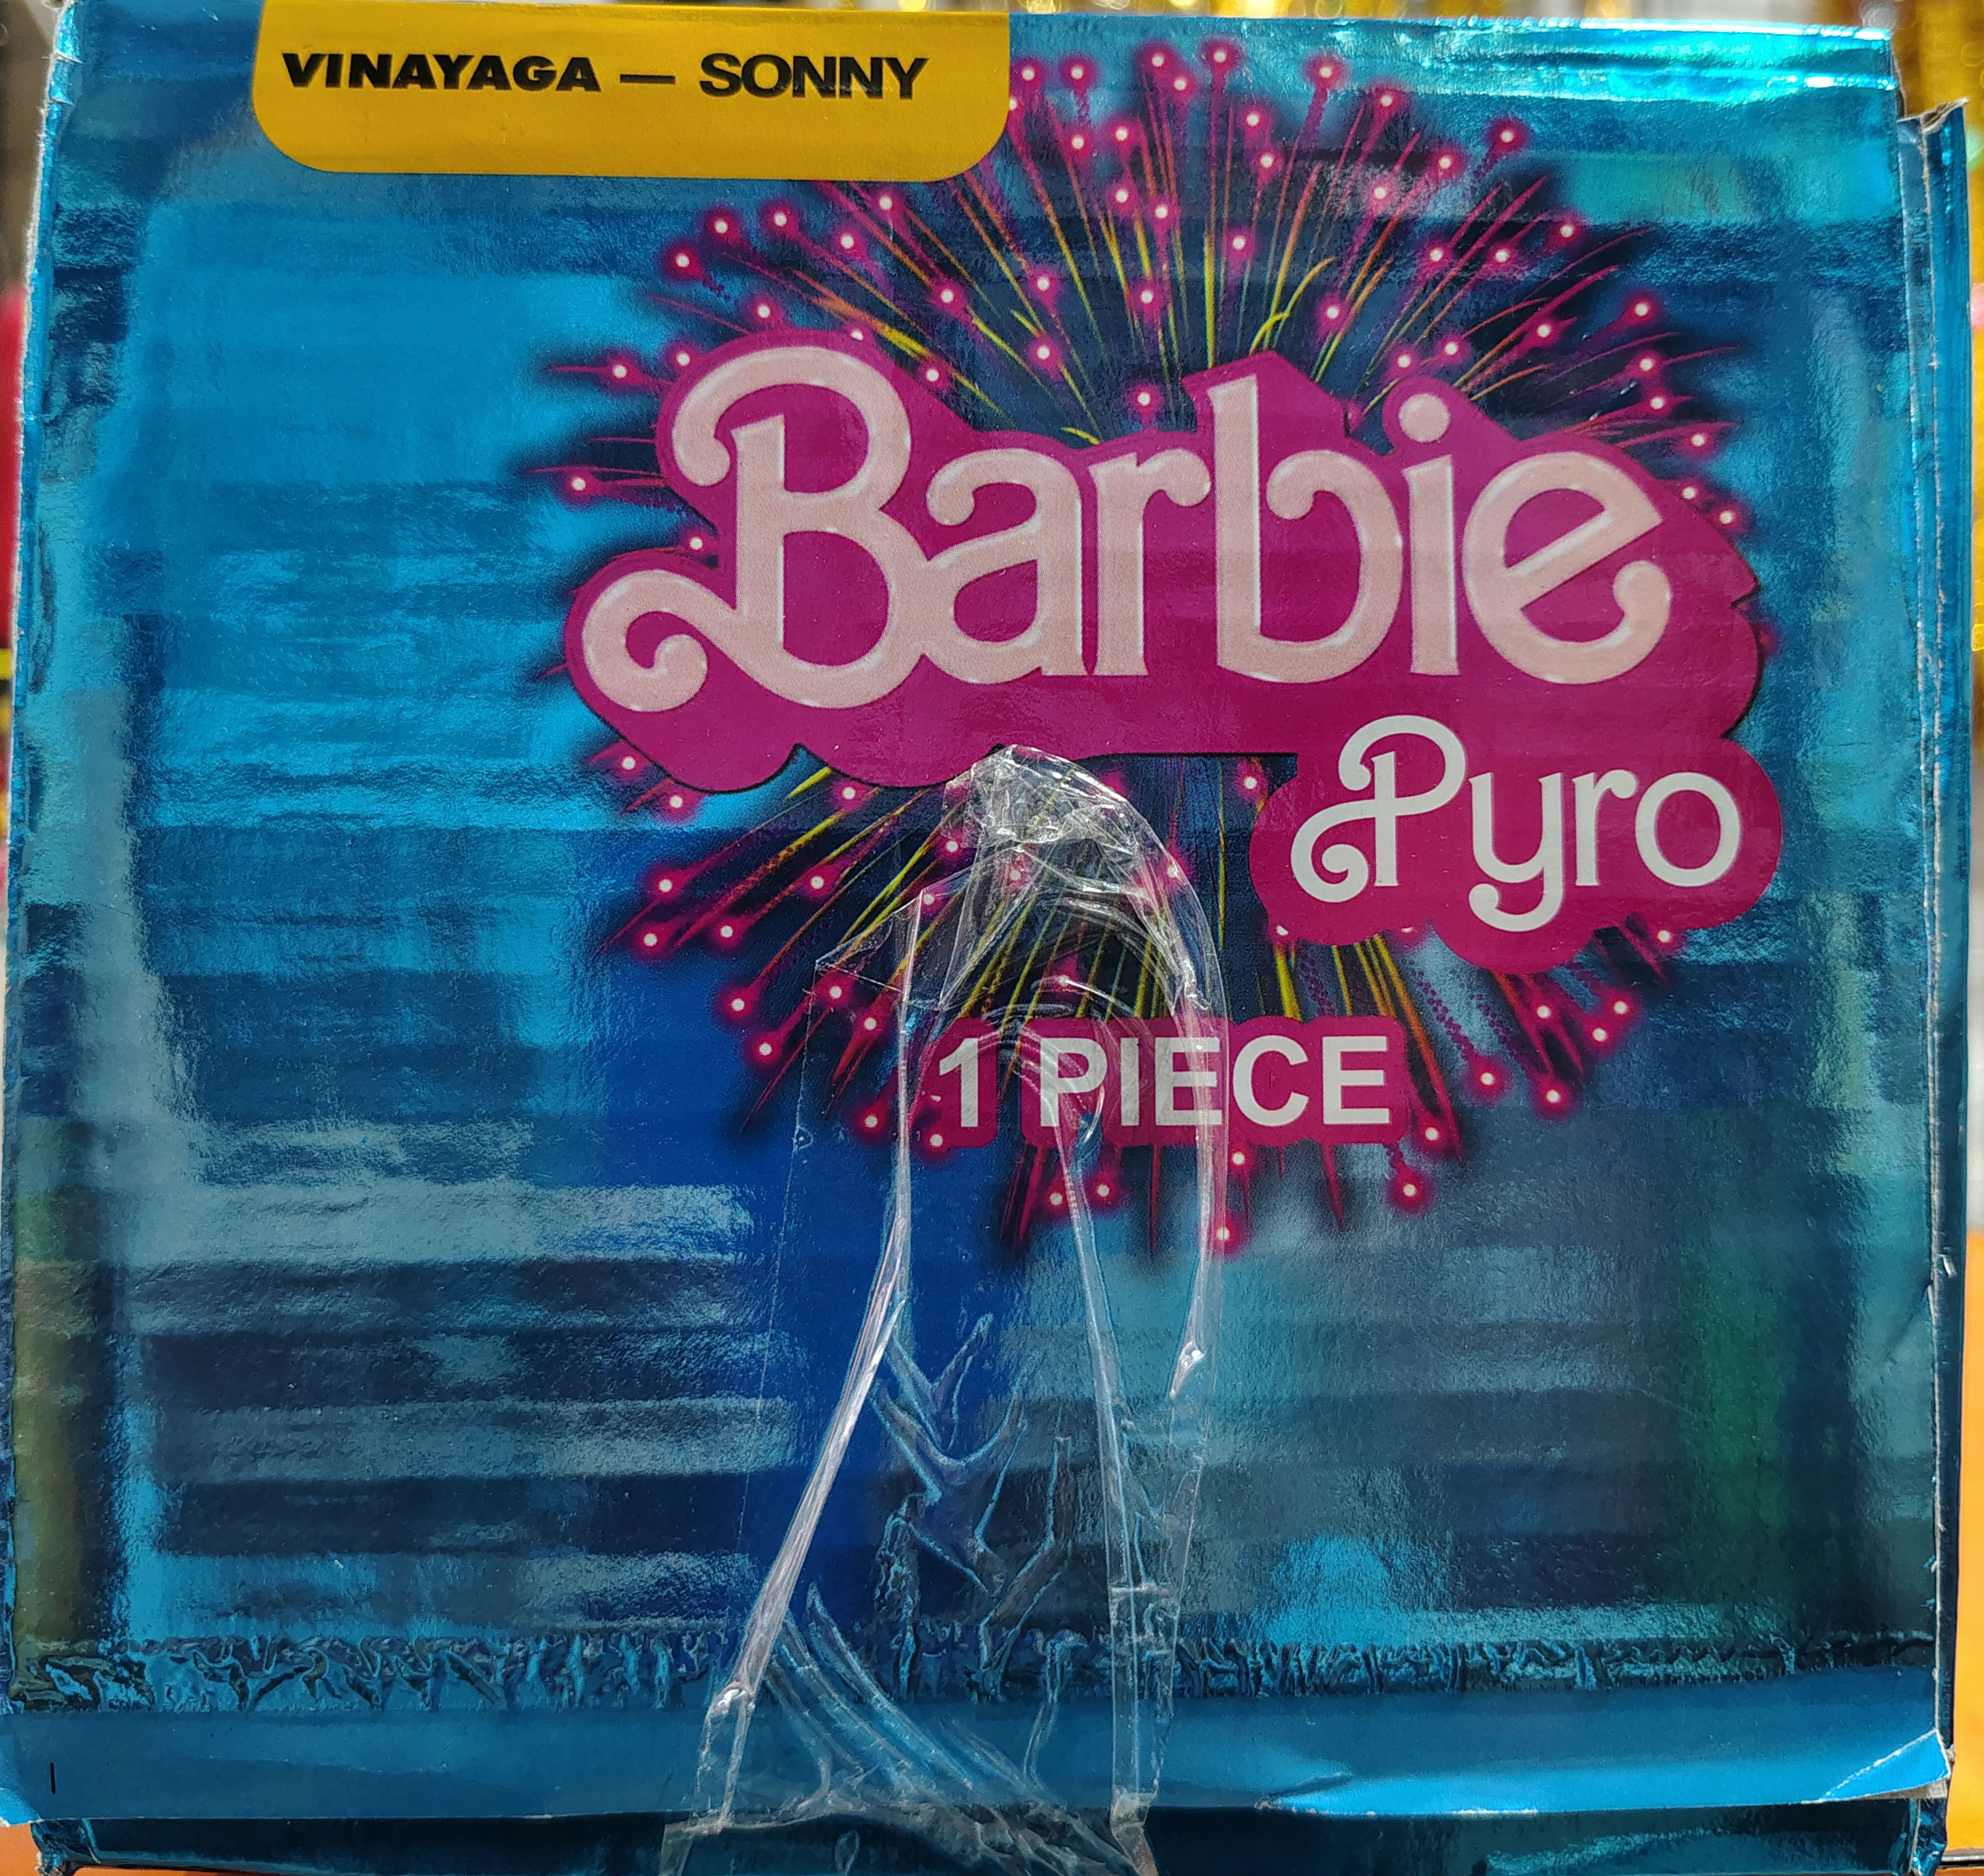 VINAYAGA — SONNY
Barbie
Pyro
1 PIECE